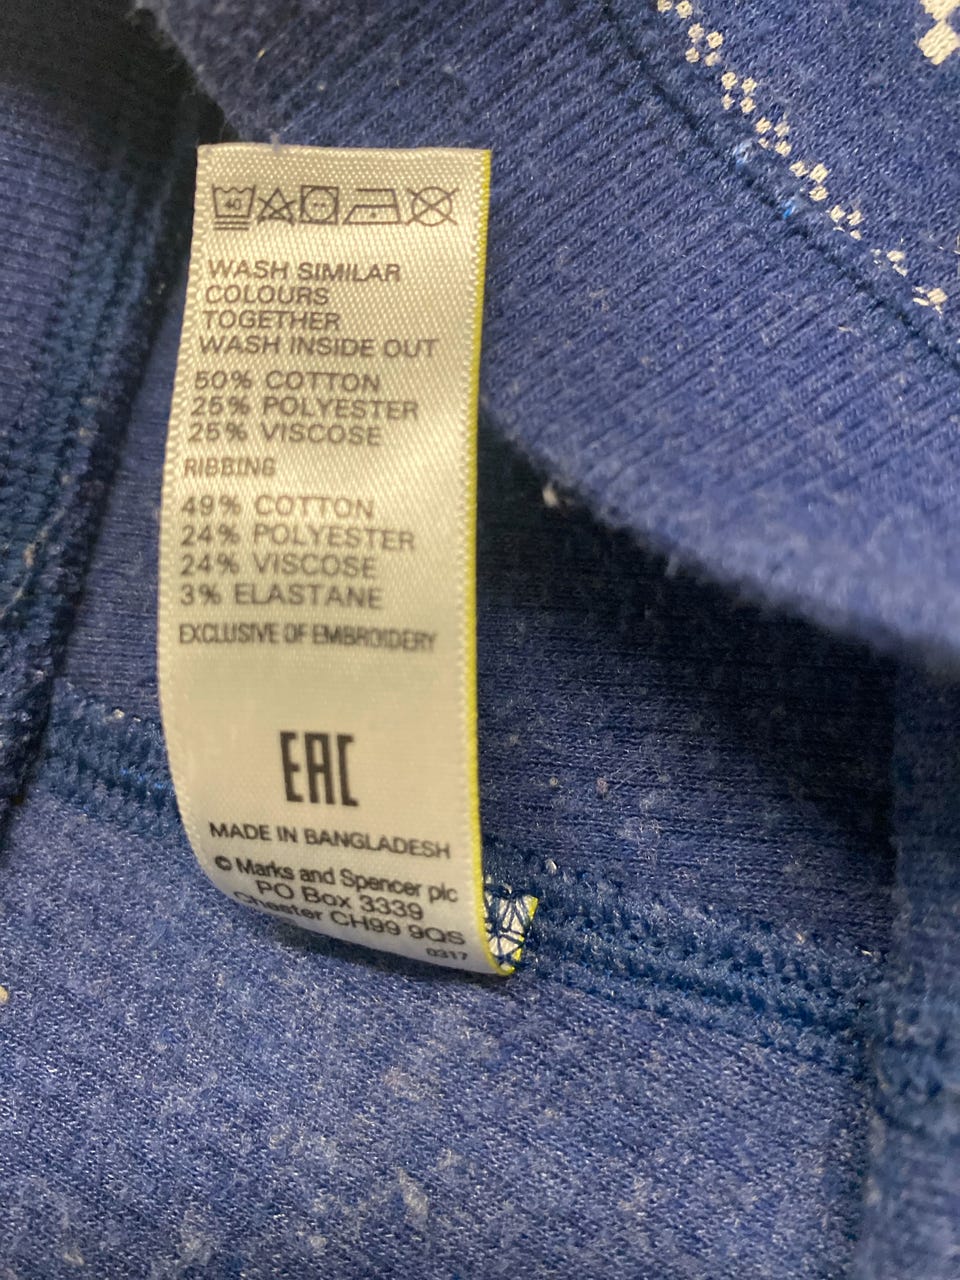 40
WASH SIMILAR
COLOURS
TOGETHER
WASH INSIDE OUT
50% COTTON
25% POLYESTER
25% VISCOSE
RIBBING
49% COTTON
24% POLYESTER
24% VISCOSE
3% ELASTANE
EXCLUSIVE OF EMBROIDERY
EAC
MADE IN BANGLADESH
© Marks and Spencer plc
PO Box 3339
Chester CH99 9QS
0317